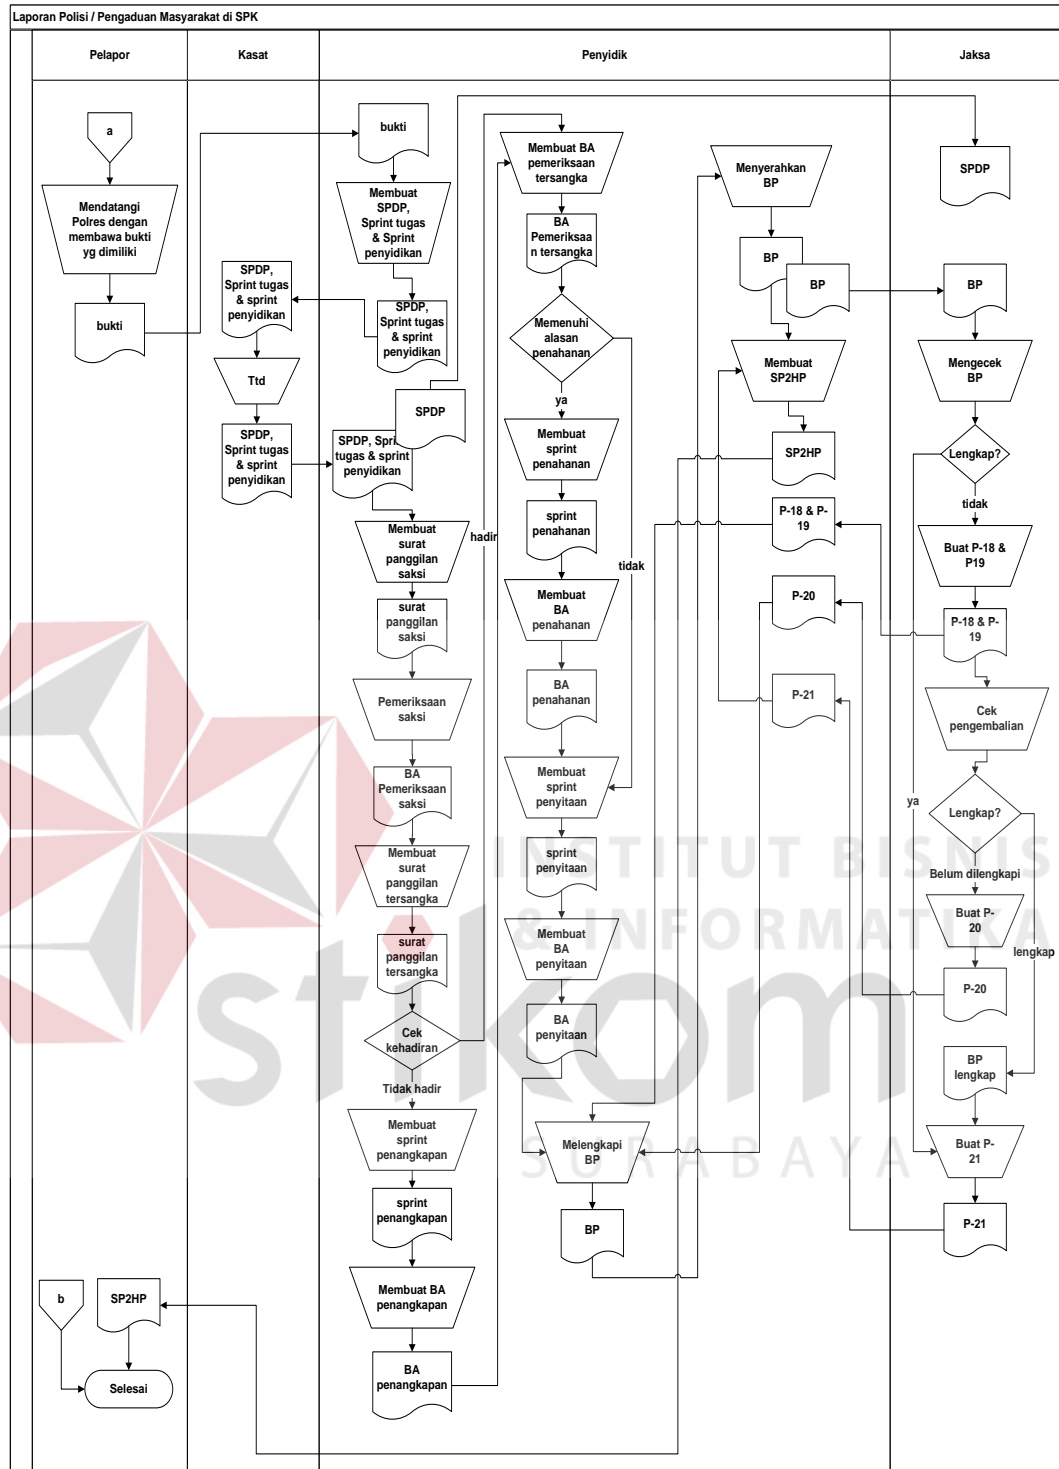 Laporan Polisi / Pengaduan Masyarakat di SPK
Pelapor
Kasat
Penyidik
Jaksa
a
Mendatangi
Polres dengan
membawa bukti
yg dimiliki
bukti
b
SP2HP
Selesai
SPDP,
Sprint tugas
& sprint
penyidikan
Ttd
SPDP,
Sprint tugas
& sprint
penyidikan
bukti
Membuat
SPDP,
Sprint tugas
& Sprint
penyidikan
SPDP,
Sprint tugas
& sprint
penyidikan
SPDP
SPDP, Sprint
tugas & sprint
penyidikan
Membuat
surat
panggilan
saksi
surat
panggilan
saksi
Pemeriksaan
saksi
BA
Pemeriksaan
saksi
Membuat
surat
panggilan
tersangka
surat
panggilan
tersangka
Cek
kehadiran
hadir
Tidak hadir
Membuat
sprint
penangkapan
sprint
penangkapan
Membuat BA
penangkapan
BA
penangkapan
Membuat BA
pemeriksaan
tersangka
BA
Pemeriksaa
n tersangka
Memenuhi
alasan
penahanan
ya
tidak
Membuat
sprint
penahanan
sprint
penahanan
Membuat
BA
penahanan
BA
penahanan
Membuat
sprint
penyitaan
sprint
penyitaan
Membuat
BA
penyitaan
BA
penyitaan
Melengkapi
BP
BP
Menyerahkan
BP
BP
BP
Membuat
SP2HP
SP2HP
P-18 & P-
19
P-20
P-21
SPDP
BP
Mengecek
BP
Lengkap?
tidak
ya
Buat P-18 &
P19
P-18 & P-
19
Cek
pengembalian
Lengkap?
Belum dilengkapi
lengkap
Buat P-
20
P-20
BP
lengkap
Buat P-
21
P-21
INSTITUT BISNIS
& INFORMATIKA
stikom
SURABAYA